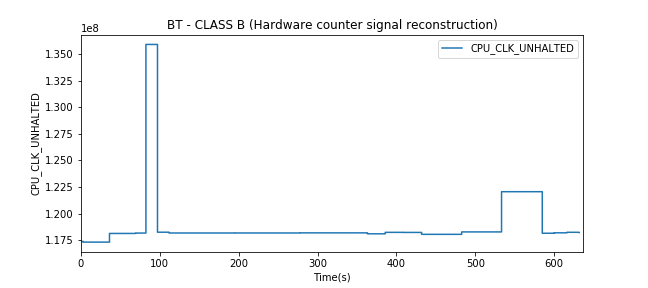 BT - CLASS B (Hardware counter signal reconstruction)
1e8
CPU_CLK_UNHALTED
1.350
1.325
1.300
1.275
1.250
1.225
1.200
1.175
CPU_CLK_UNHALTED
0 100 200 300 400 500 600
Time(s)